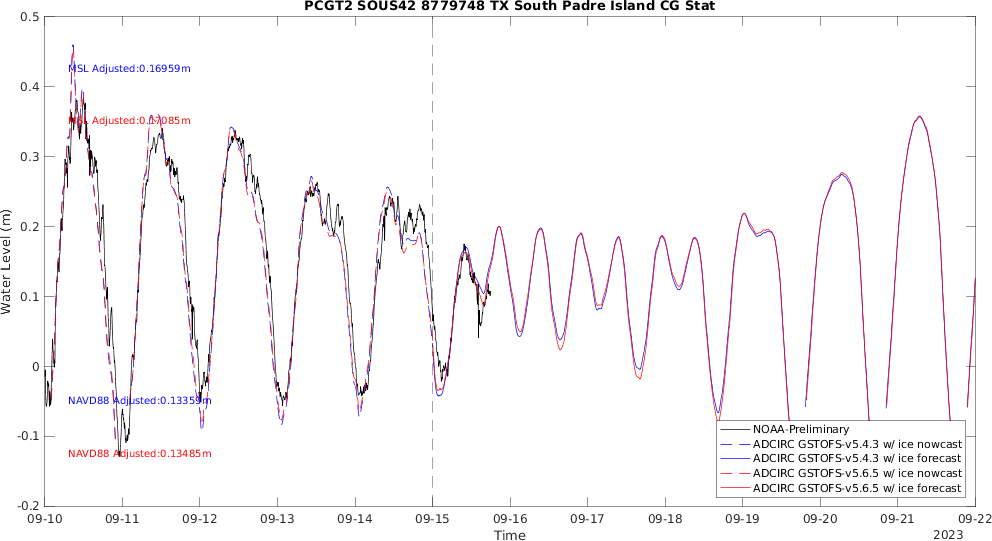 PCGT2 SOUS42 8779748 TX South Padre Island CG Stat
Water Level (m)
0.5
0.4
0.3
0.2
0.1
0
-0.1
-0.2
MSL Adjusted:0.16959m
MSL Adjusted:0.17085m
NAVD88 Adjusted:0.13359m
NAVD88 Adjusted:0.13485m
NOAA-Preliminary
ADCIRC GSTOFS-v5.4.3 w/ ice nowcast
ADCIRC GSTOFS-v5.4.3 w/ ice forecast
ADCIRC GSTOFS-v5.6.5 w/ ice nowcast
ADCIRC GSTOFS-v5.6.5 w/ ice forecast
09-10 09-11 09-12 09-13 09-14 09-15 09-16 09-17 09-18 09-19 09-20 09-21 09-22
Time
2023